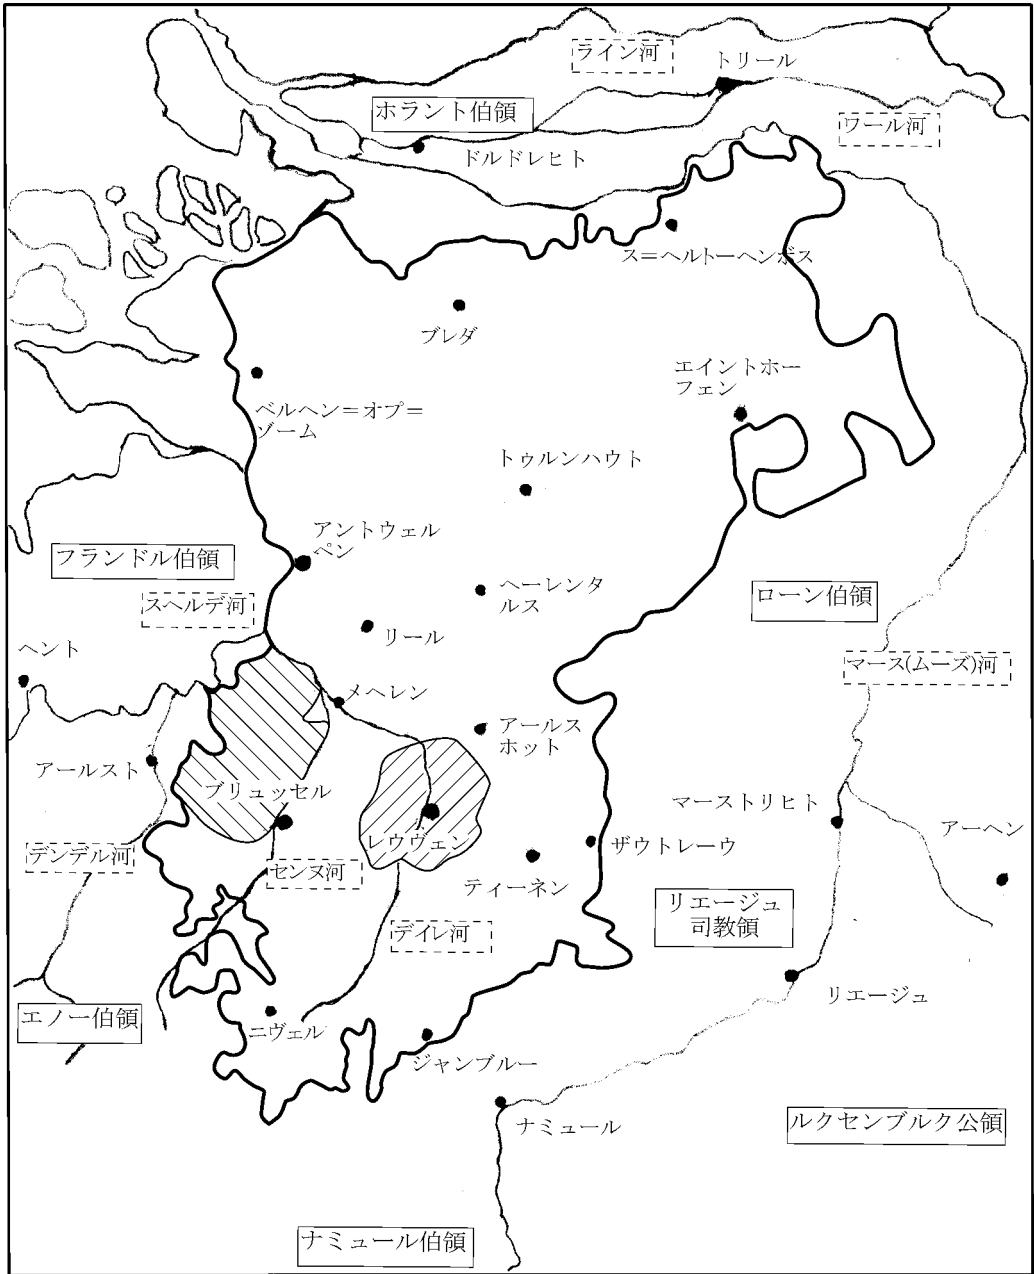 ライン河
トリール
ホラント伯領
ワール河
ドルドレヒト
ス=ヘルトーヘンボス
ブレダ
エイントホー
フェン
ベルヘン=オプ=
ゾーム
トゥルンハウト
アントウェル
ペン
フランドル伯領
ヘーレンタ
ルス
ローン伯領
スヘルデ河
リール
ヘント
マース(ムーズ)河
メヘレン
アールス
ホット
アールスト
ブリュッセル
マーストリヒト
アーヘン
レウヴェン
ザウトレーウ
デンデル河
センヌ河
ティーネン
リエージュ
司教領
デイレ河
リエージュ
エノー伯領
ニヴェル
ジャンブルー
ナミュール
ルクセンブルク公領
ナミュール伯領